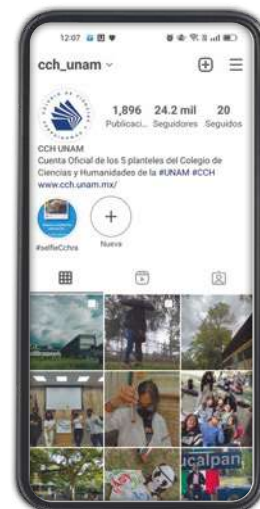 12:07
cch_unam
1,896 24.2 mil 20
Publicaci... Seguidores Seguidos
CCH UNAM
Cuenta Oficial de los 5 planteles del Colegio de
Ciencias y Humanidades de la #UNAM #CCH
www.cch.unam.mx/
#selfieCchra
Nueva
ucalpan